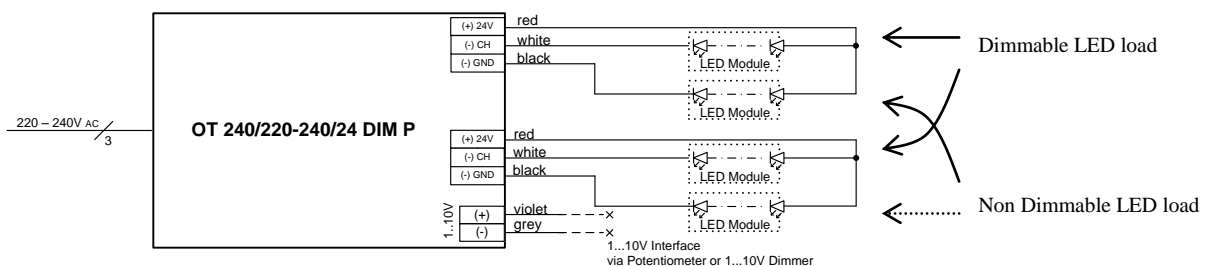 (+) 24V
red
(-) CH
white
(-) GND
black
LED Module
LED Module
Dimmable LED load
220 – 240V AC
3
OT 240/220-240/24 DIM P
(+) 24V
red
(-) CH
white
(-) GND
black
LED Module
LED Module
Non Dimmable LED load
1...10V
(+)
violet
(-)
grey
1...10V Interface
via Potentiometer or 1...10V Dimmer